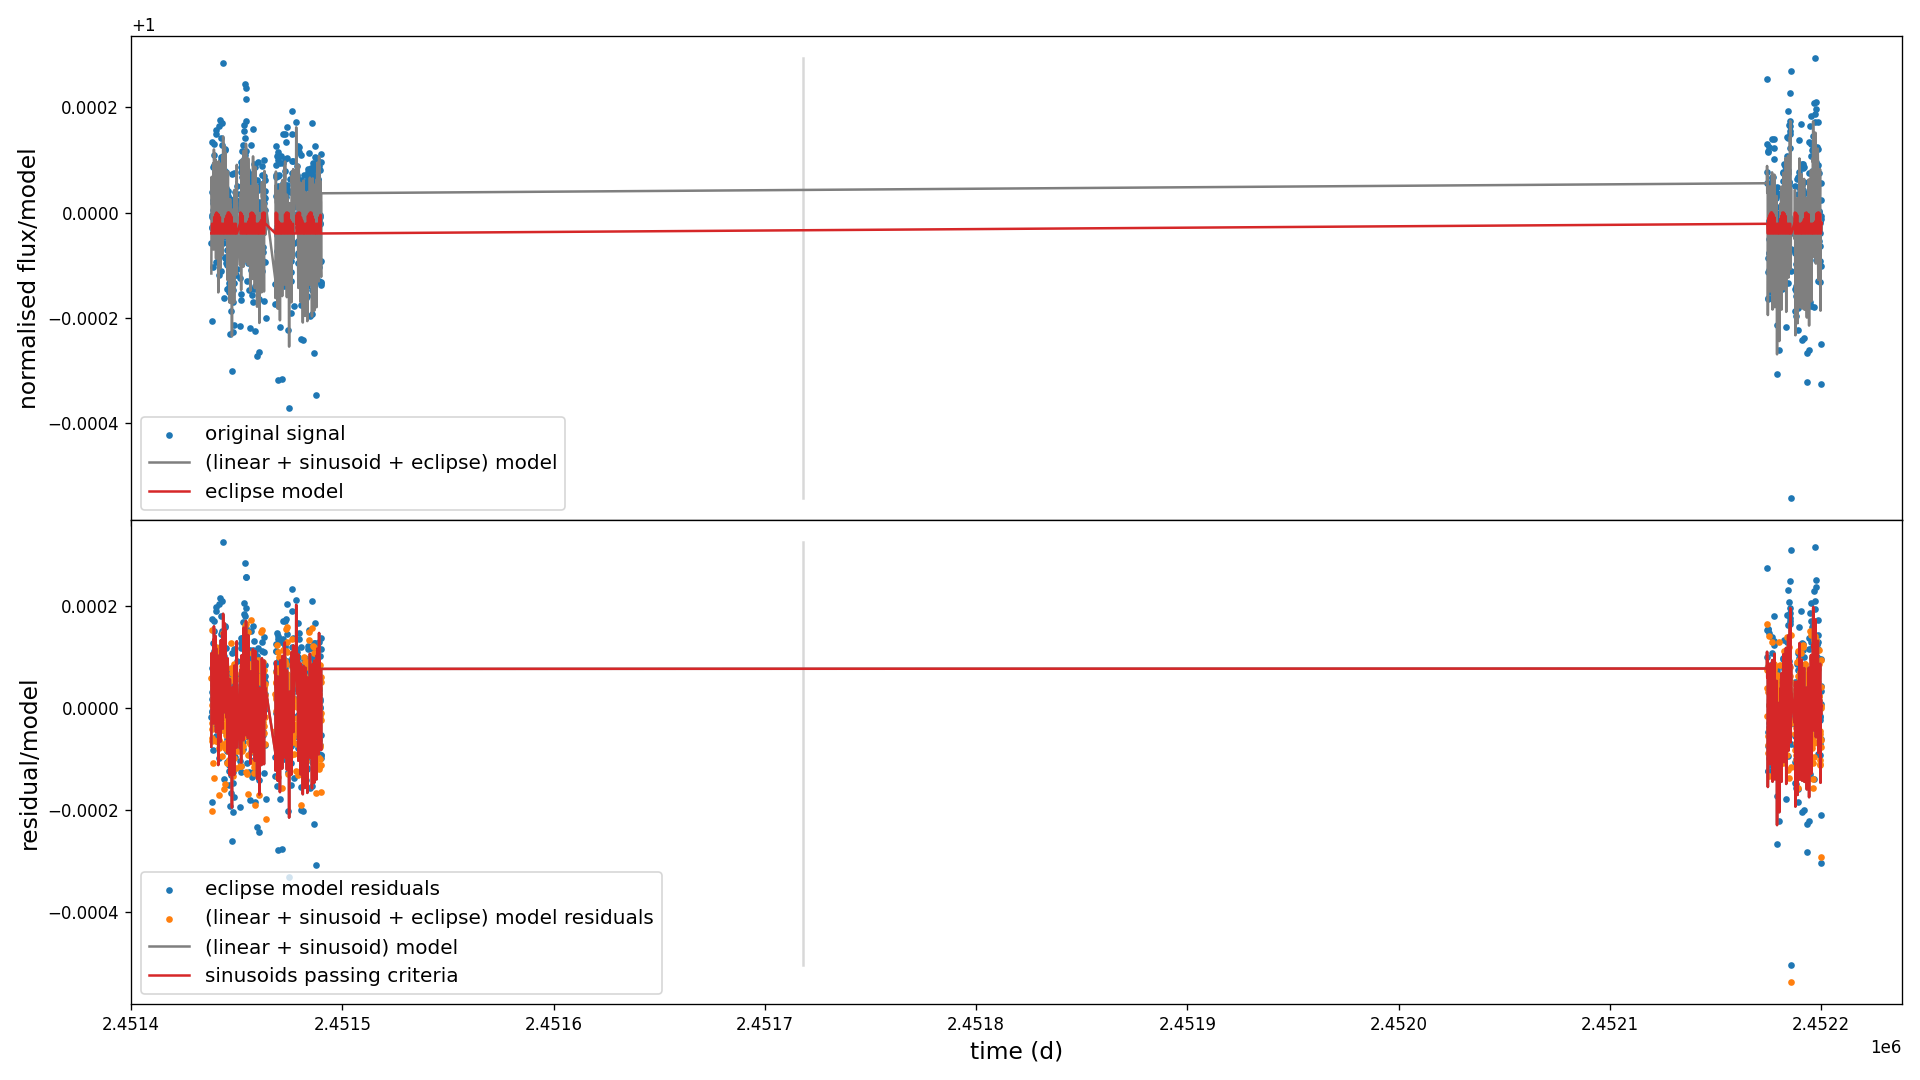 +1
normalised flux/model
0.0002
0.0000
−0.0002
−0.0004
original signal
(linear + sinusoid + eclipse) model
eclipse model
residual/model
0.0002
0.0000
−0.0002
−0.0004
eclipse model residuals
(linear + sinusoid + eclipse) model residuals
(linear + sinusoid) model
sinusoids passing criteria
2.4514 2.4515 2.4516 2.4517 2.4518 2.4519 2.4520 2.4521 2.4522
time (d)
1e6